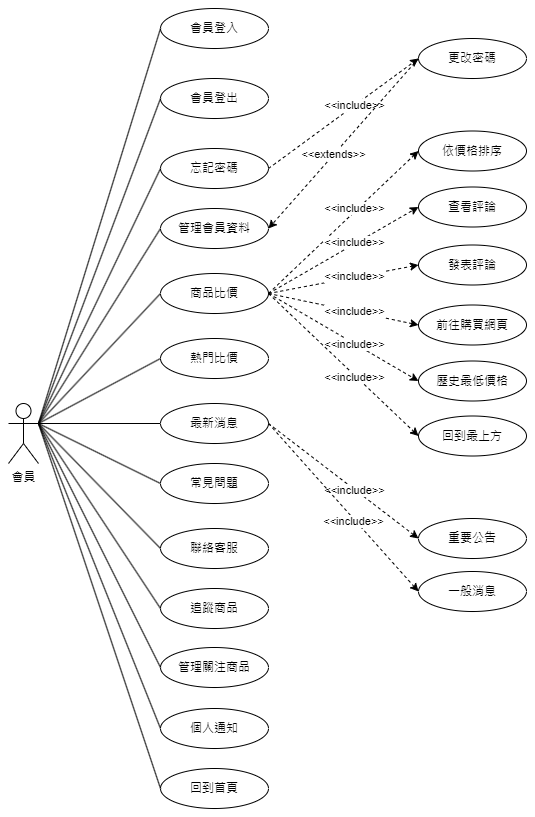 會員登入
更改密碼
會員登出
<<include>>
依價格排序
<<extends>>
忘記密碼
查看評論
<<include>>
管理會員資料
<<include>>
發表評論
<<include>>
商品比價
<<include>>
前往購買網頁
<<include>>
熱門比價
<<include>>
歷史最低價格
最新消息
回到最上方
會員
常見問題
<<include>>
<<include>>
重要公告
聯絡客服
一般消息
追蹤商品
管理關注商品
個人通知
回到首頁